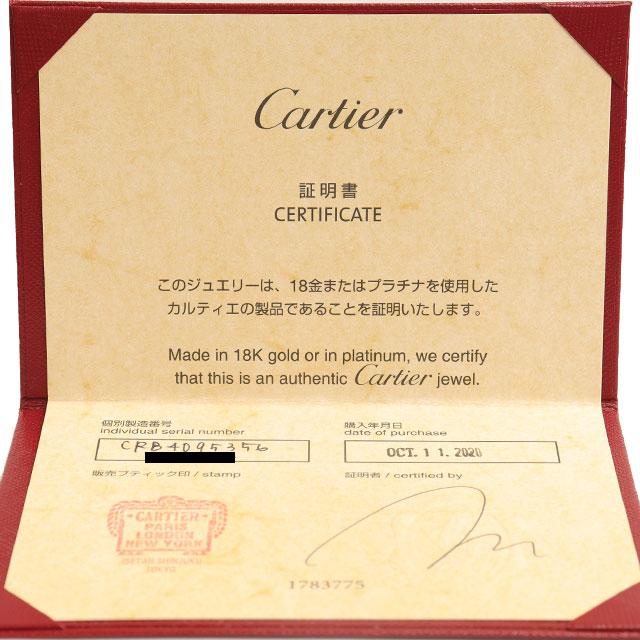 Cartier
証明書
CERTIFICATE
このジュエリーは、18金またはプラチナを使用した
カルティエの製品であることを証明いたします。
Made in 18K gold or in platinum, we certify
that this is an authentic Cartier jewel.
個別製造番号
individual serial number
CRB4095356
購入年月日
date of purchase
OCT. 1 1. 2020
販売ブティック印 / stamp
証明者 / certified by
CARTIER
PARIS
LONDON
NEW YORK
ISETAN SHINJUKU
TOKYO
1783775